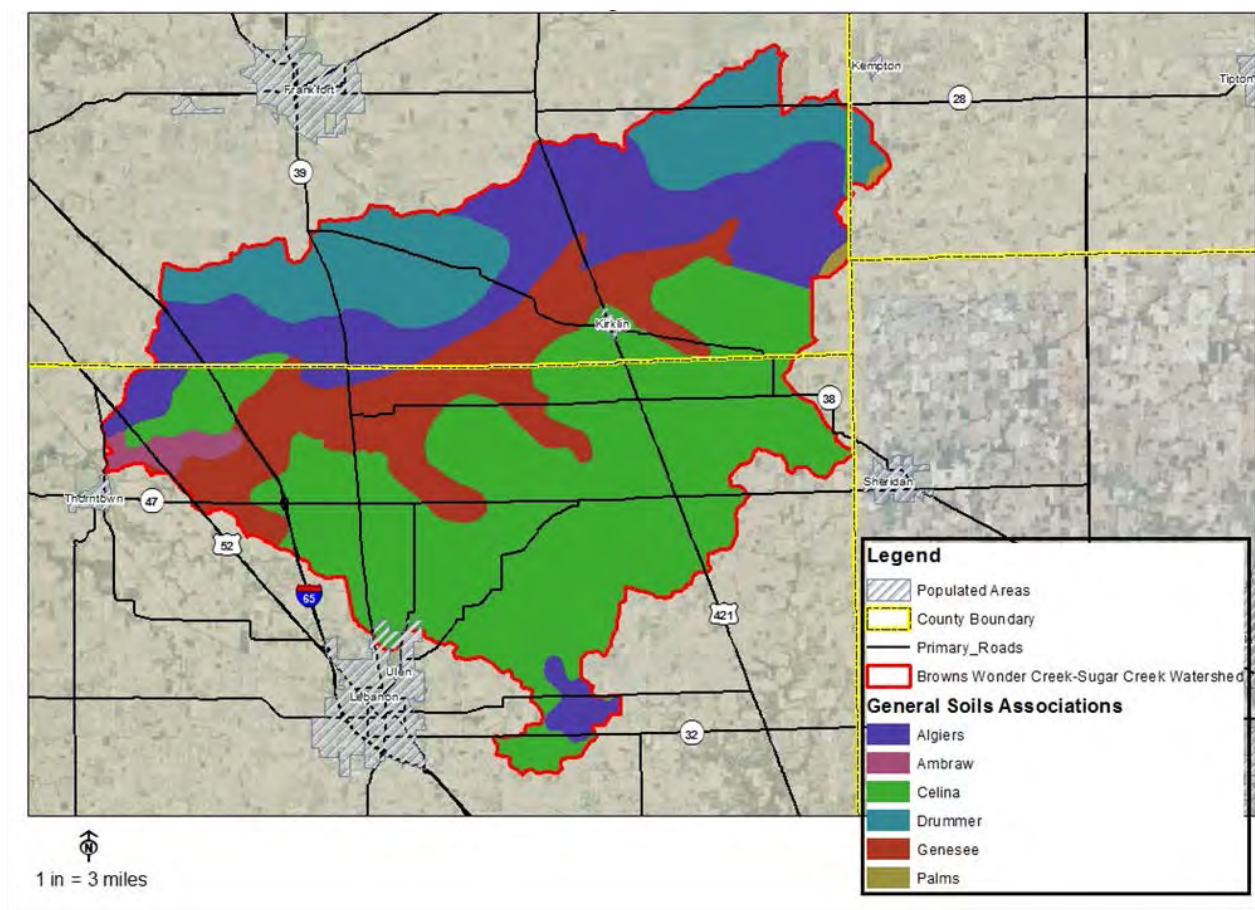 Kempton
Tipton
Frankfort
28
39
Kirklin
38
Thorntown
47
Sheridan
52
65
421
Ulen
Lebanon
32
Legend
Populated Areas
County Boundary
Primary_Roads
Browns Wonder Creek-Sugar Creek Watershed
General Soils Associations
Algiers
Ambraw
Celina
Drummer
Genesee
Palms
N
1 in = 3 miles